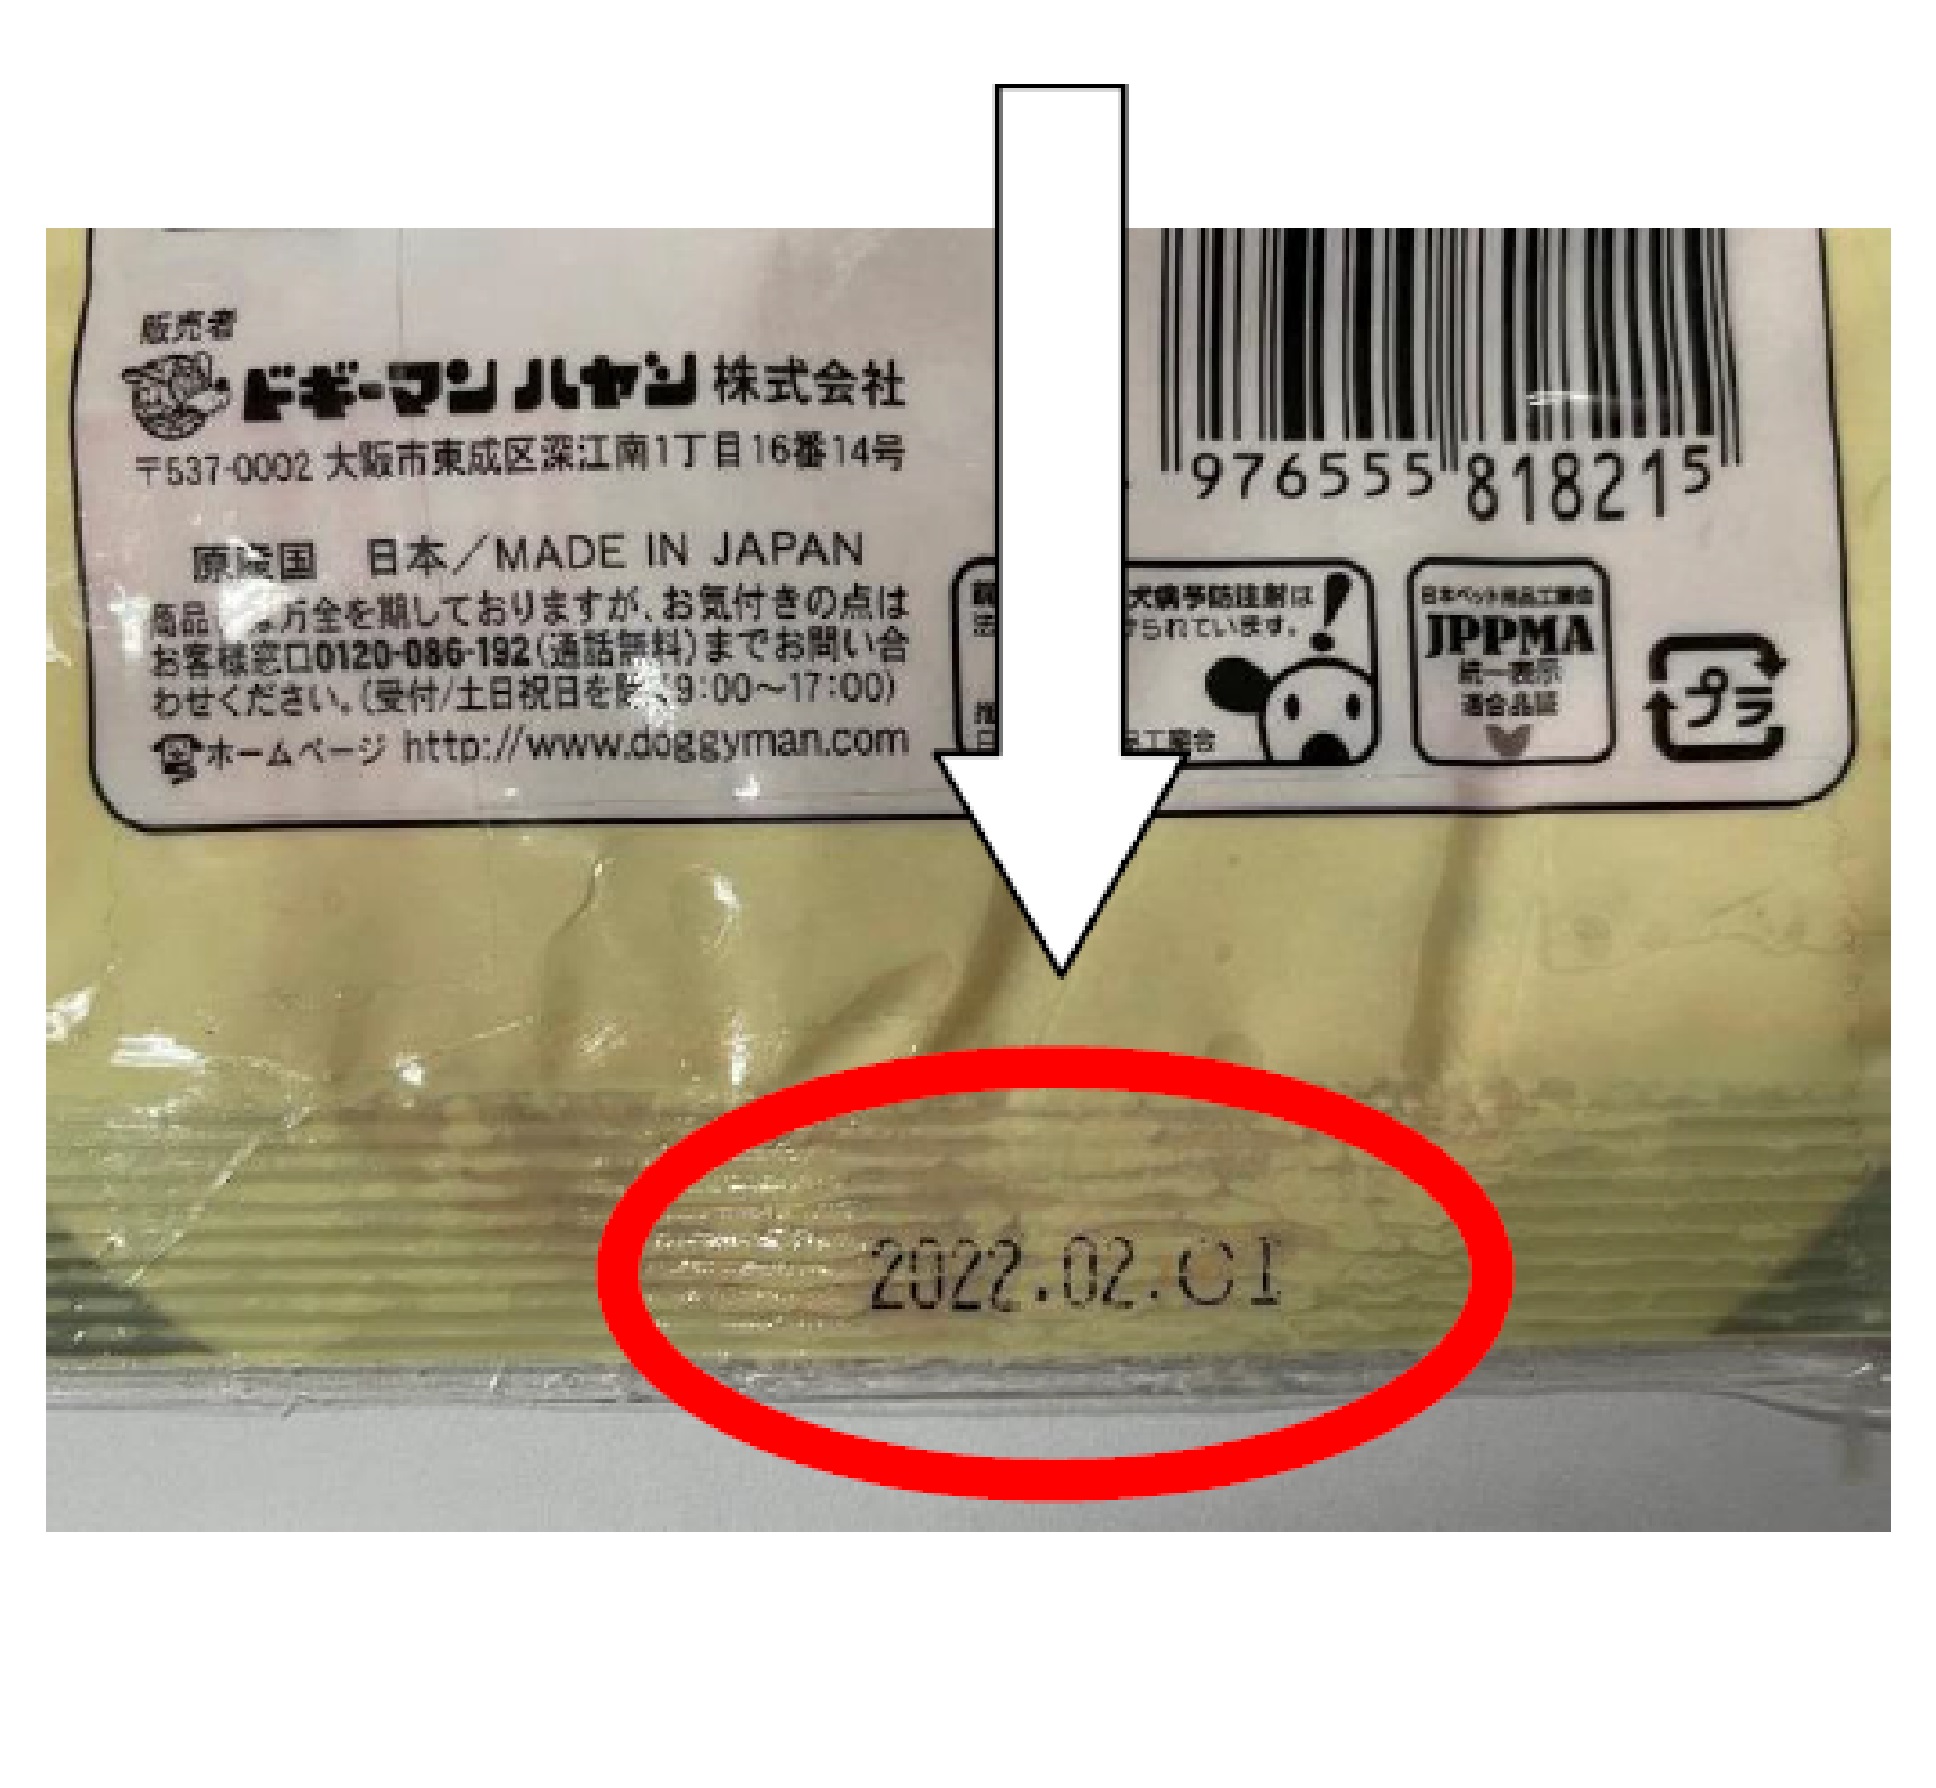 販売者
ドギーマンハヤシ 株式会社
〒537-0002 大阪市東成区深江南1丁目16番14号
原産国 日本/MADE IN JAPAN
商品 万全を期しておりますが、お気付きの点は
お客様窓口0120-086-192(通話無料)までお問い合
わせください。(受付/土日祝日を除く9:00〜17:00)
ホームページ http://www.doggyman.com
976555 818215
犬病予防注射は
られています。
工業会
日本ペット用品工業会
JPPMA
統一表示
適合品認
プラ
2022.02.01